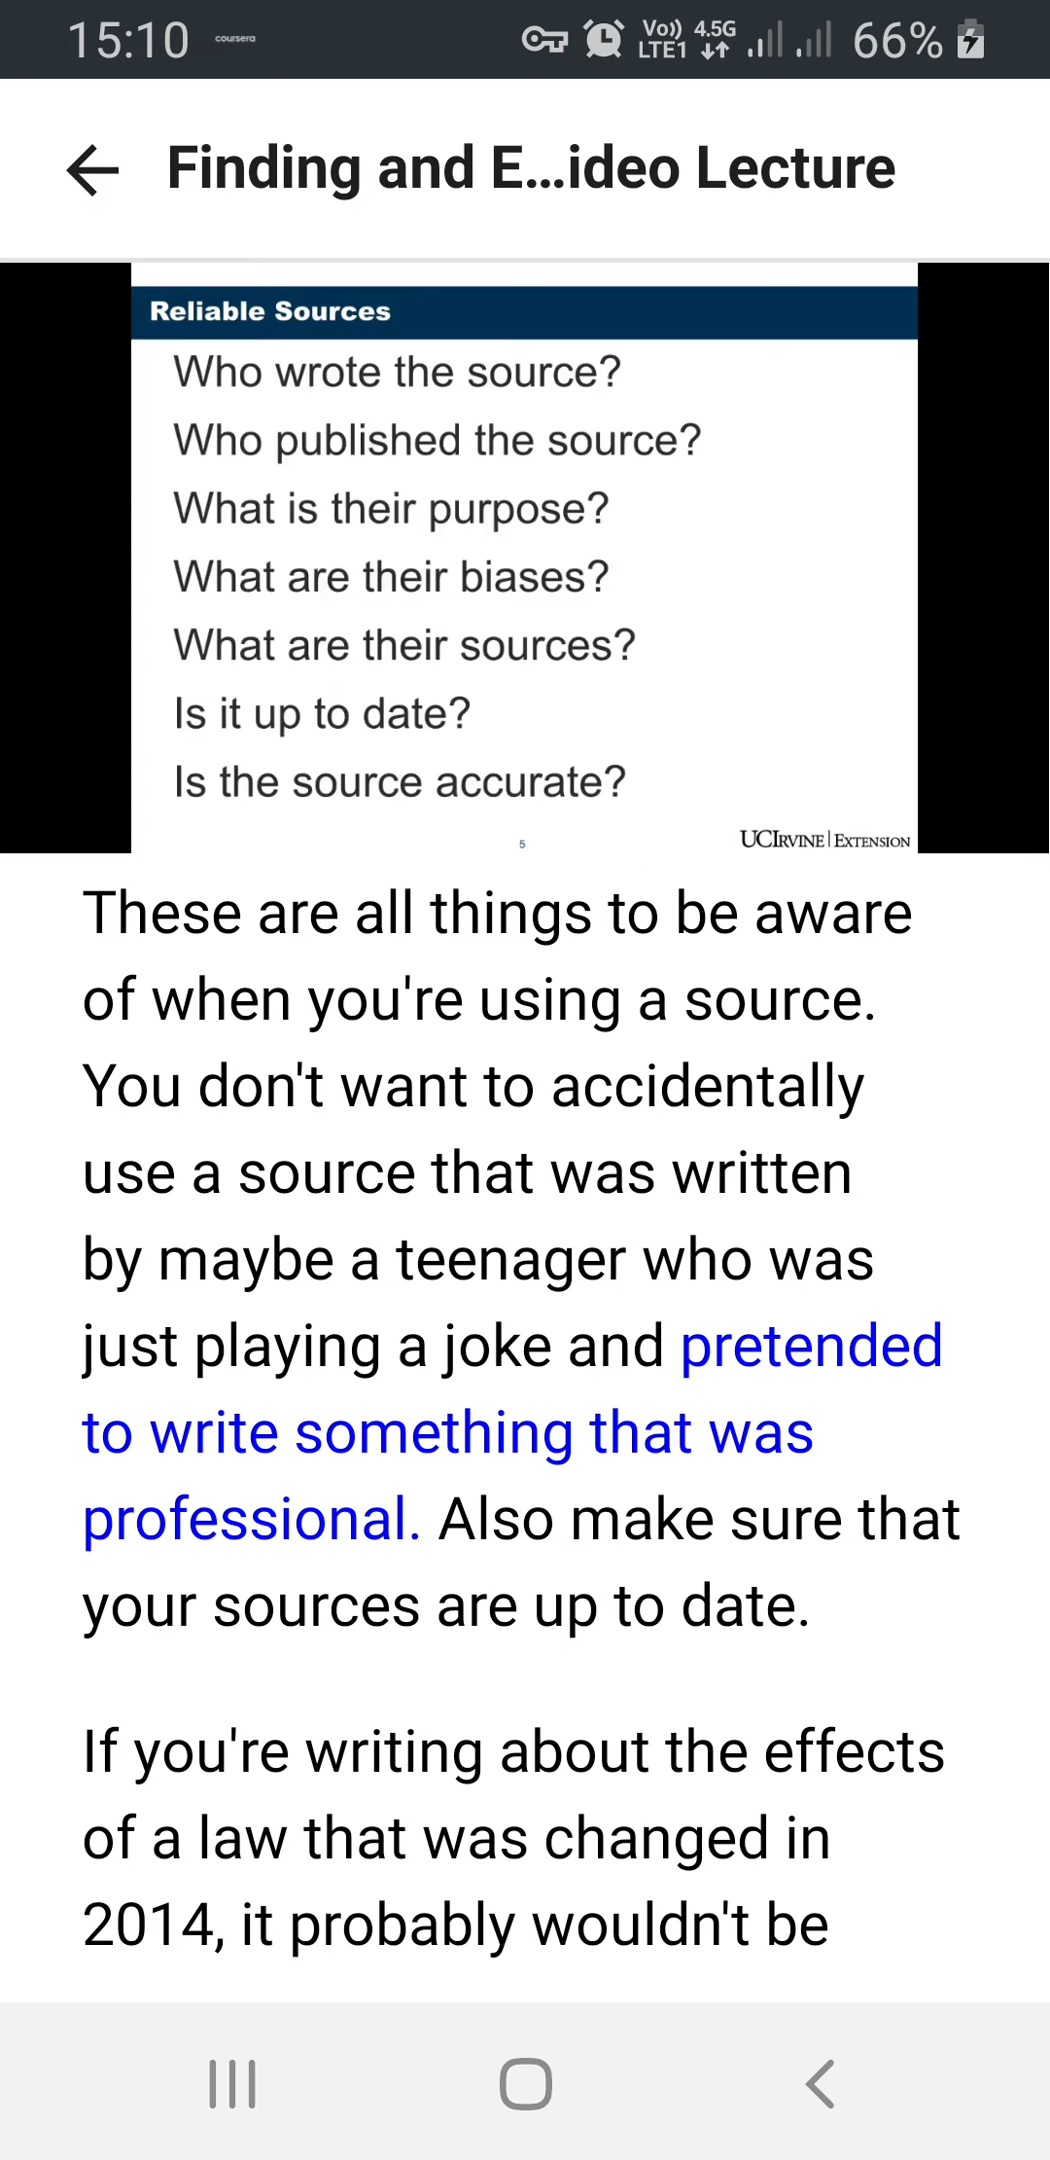 15:10 coursera Vo)) LTE1 4.5G 66%
Finding and E...ideo Lecture
Reliable Sources
Who wrote the source?
Who published the source?
What is their purpose?
What are their biases?
What are their sources?
Is it up to date?
Is the source accurate?
5 UCIRVINE | EXTENSION
These are all things to be aware
of when you're using a source.
You don't want to accidentally
use a source that was written
by maybe a teenager who was
just playing a joke and pretended
to write something that was
professional. Also make sure that
your sources are up to date.
If you're writing about the effects
of a law that was changed in
2014, it probably wouldn't be